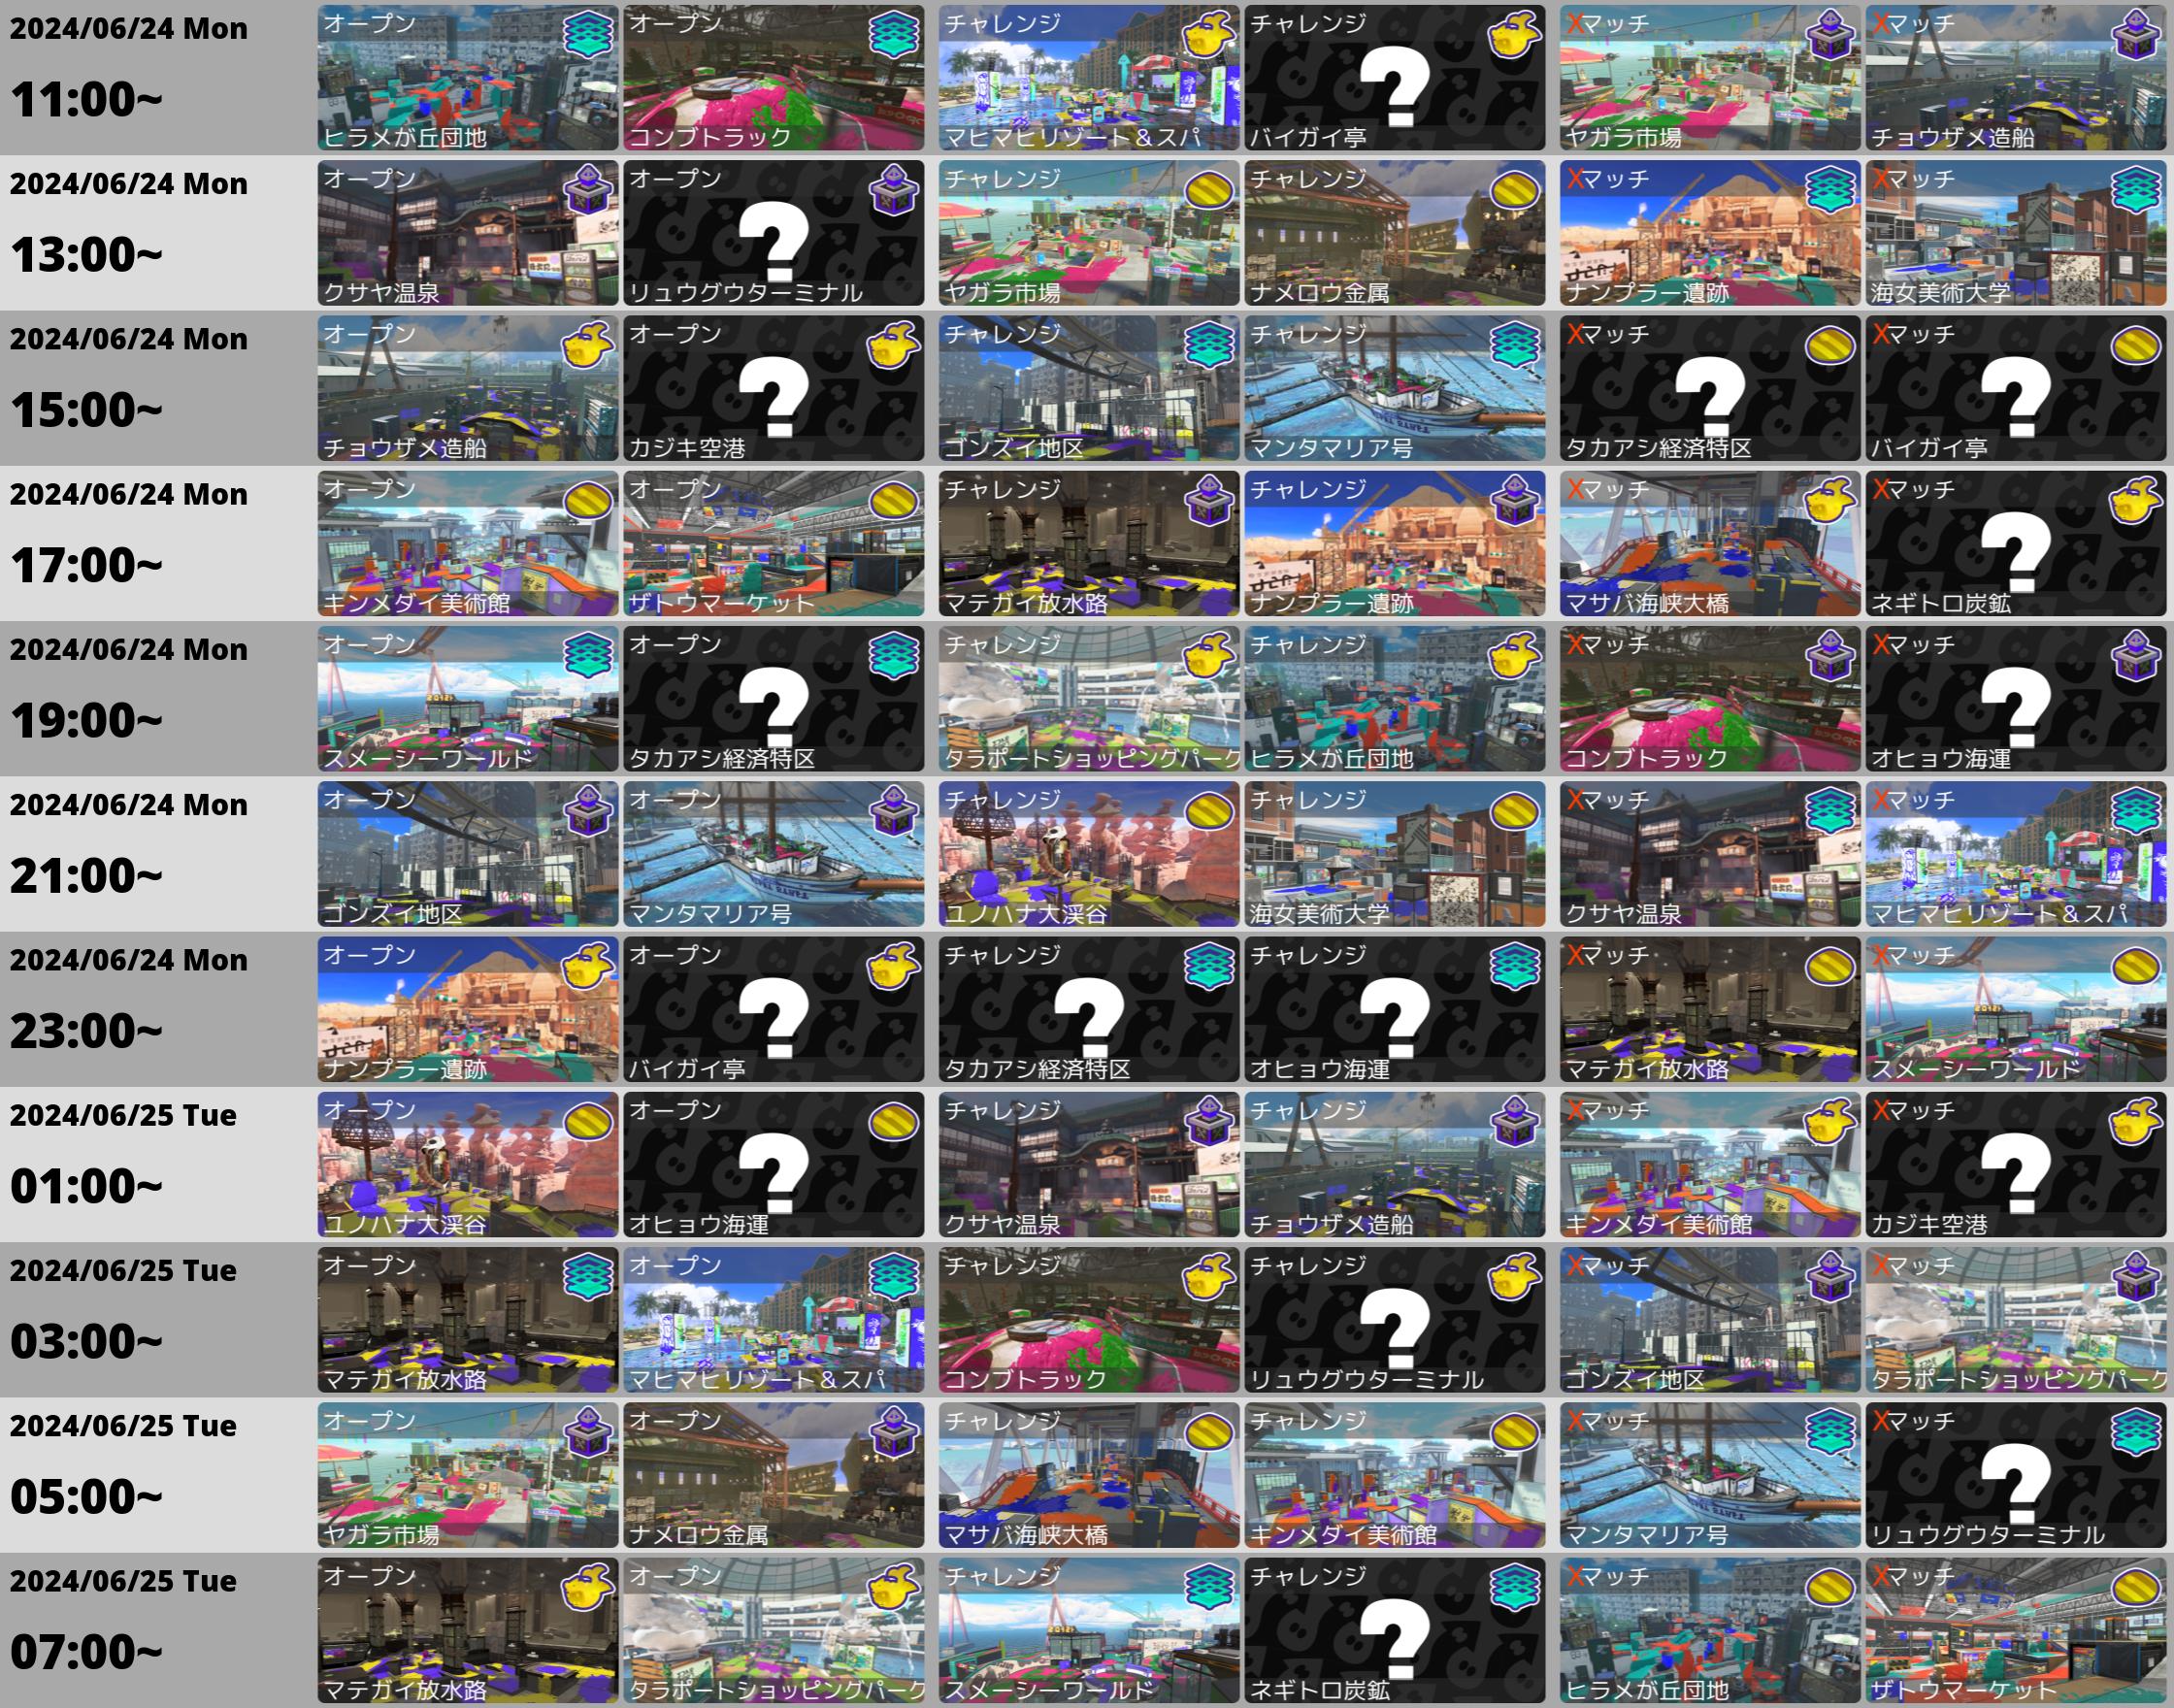 2024/06/24 Mon
11:00~
オープン
ヒラメが丘団地
オープン
コンブトラック
チャレンジ
マヒマヒリゾート＆スパ
チャレンジ
?
バイガイ亭
Xマッチ
ヤガラ市場
Xマッチ
チョウザメ造船
2024/06/24 Mon
13:00~
オープン
クサヤ温泉
オープン
?
リュウグウターミナル
チャレンジ
ヤガラ市場
チャレンジ
ナメロウ金属
Xマッチ
ナンプラー遺跡
Xマッチ
海女美術大学
2024/06/24 Mon
15:00~
オープン
チョウザメ造船
オープン
?
カジキ空港
チャレンジ
ゴンズイ地区
チャレンジ
マンタマリア号
Xマッチ
?
タカアシ経済特区
Xマッチ
?
バイガイ亭
2024/06/24 Mon
17:00~
オープン
キンメダイ美術館
オープン
ザトウマーケット
チャレンジ
マテガイ放水路
チャレンジ
ナンプラー遺跡
Xマッチ
マサバ海峡大橋
Xマッチ
?
ネギトロ炭鉱
2024/06/24 Mon
19:00~
オープン
スメーシーワールド
オープン
?
タカアシ経済特区
チャレンジ
タラポートショッピングパーク
チャレンジ
ヒラメが丘団地
Xマッチ
コンブトラック
Xマッチ
?
オヒョウ海運
2024/06/24 Mon
21:00~
オープン
ゴンズイ地区
オープン
マンタマリア号
チャレンジ
ユノハナ大渓谷
チャレンジ
海女美術大学
Xマッチ
クサヤ温泉
Xマッチ
マヒマヒリゾート＆スパ
2024/06/24 Mon
23:00~
オープン
ナンプラー遺跡
オープン
?
バイガイ亭
チャレンジ
?
タカアシ経済特区
チャレンジ
?
オヒョウ海運
Xマッチ
マテガイ放水路
Xマッチ
スメーシーワールド
2024/06/25 Tue
01:00~
オープン
ユノハナ大渓谷
オープン
?
オヒョウ海運
チャレンジ
クサヤ温泉
チャレンジ
チョウザメ造船
Xマッチ
キンメダイ美術館
Xマッチ
?
カジキ空港
2024/06/25 Tue
03:00~
オープン
マテガイ放水路
オープン
マヒマヒリゾート＆スパ
チャレンジ
コンブトラック
チャレンジ
?
リュウグウターミナル
Xマッチ
ゴンズイ地区
Xマッチ
タラポートショッピングパーク
2024/06/25 Tue
05:00~
オープン
ヤガラ市場
オープン
ナメロウ金属
チャレンジ
マサバ海峡大橋
チャレンジ
キンメダイ美術館
Xマッチ
マンタマリア号
Xマッチ
?
リュウグウターミナル
2024/06/25 Tue
07:00~
オープン
マテガイ放水路
オープン
タラポートショッピングパーク
チャレンジ
スメーシーワールド
チャレンジ
?
ネギトロ炭鉱
Xマッチ
ヒラメが丘団地
Xマッチ
ザトウマーケット